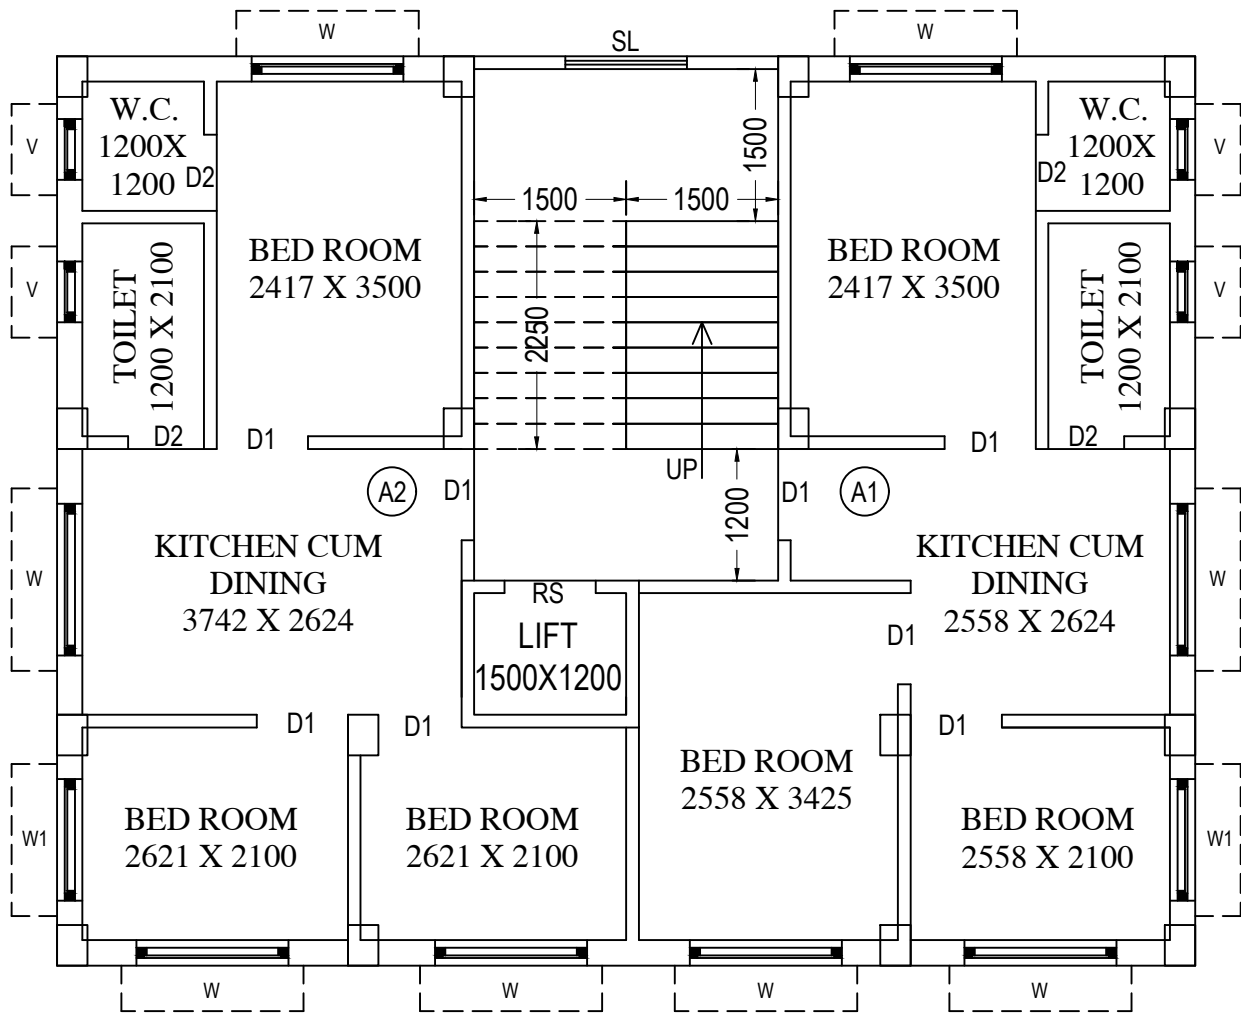 W
SL
W
W.C.
1200X
1200
D2
V
1500
W.C.
1200X
1200
D2
V
1500
1500
BED ROOM
2417 X 3500
BED ROOM
2417 X 3500
V
TOILET
1200 X 2100
2250
TOILET
1200 X 2100
V
D2
D1
D1
D2
UP
A2
D1
D1
A1
1200
KITCHEN CUM
DINING
3742 X 2624
KITCHEN CUM
DINING
2558 X 2624
W
W
RS
LIFT
1500X1200
D1
D1
D1
D1
BED ROOM
2558 X 3425
W1
BED ROOM
2621 X 2100
BED ROOM
2621 X 2100
BED ROOM
2558 X 2100
W1
W
W
W
W